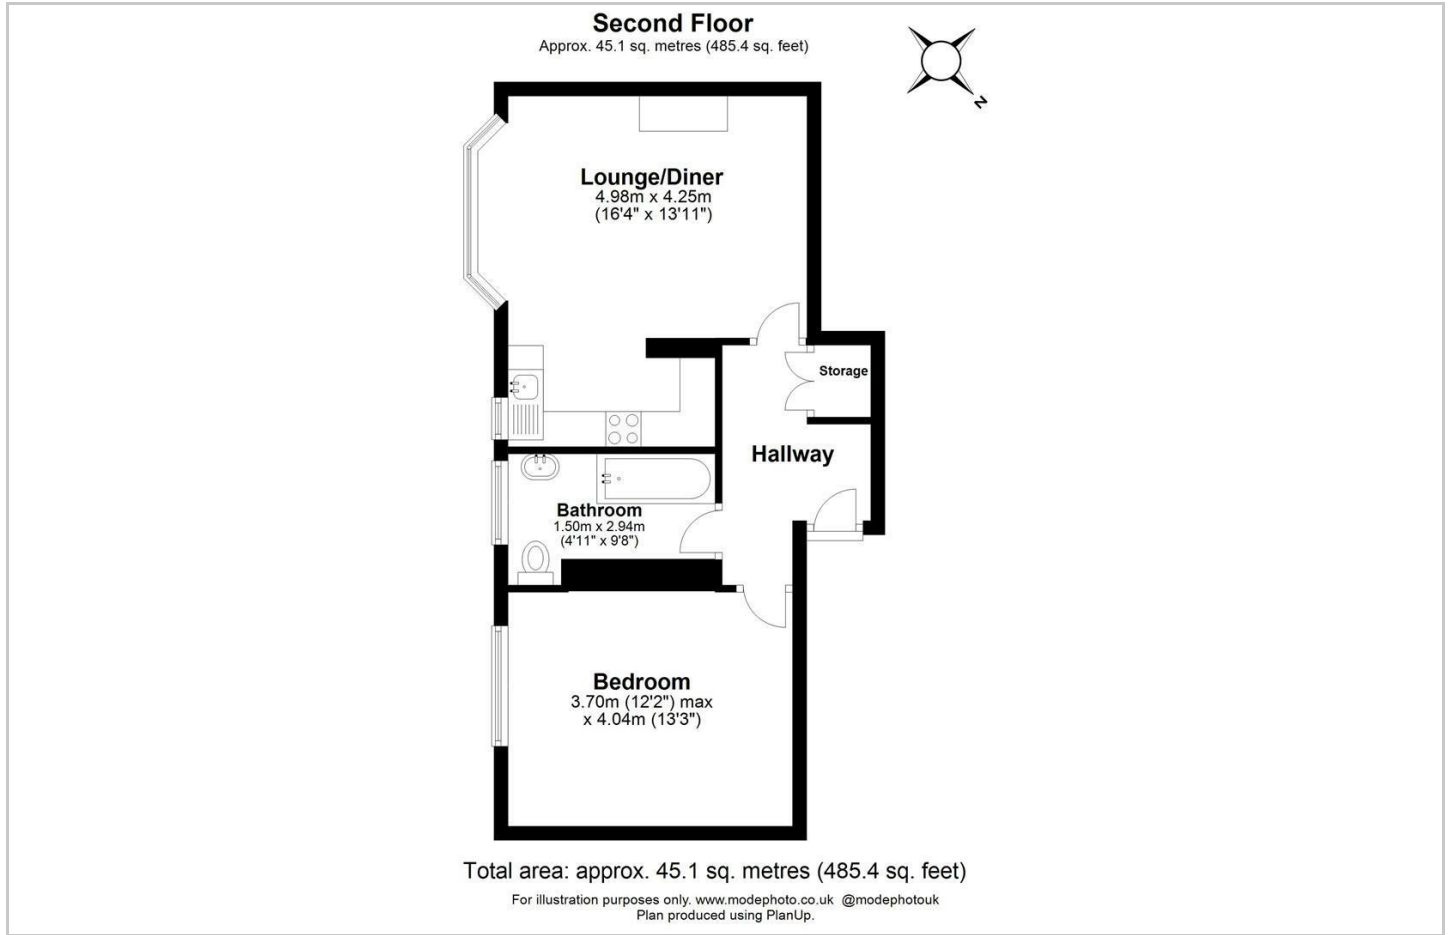 Second Floor
Approx. 45.1 sq. metres (485.4 sq. feet)
N
Lounge/Diner
4.98m x 4.25m
(16'4" x 13'11")
Storage
Hallway
Bathroom
1.50m x 2.94m
(4'11" x 9'8")
Bedroom
3.70m (12'2") max
x 4.04m (13'3")
Total area: approx. 45.1 sq. metres (485.4 sq. feet)
For illustration purposes only. www.modephoto.co.uk @modephotouk
Plan produced using PlanUp.